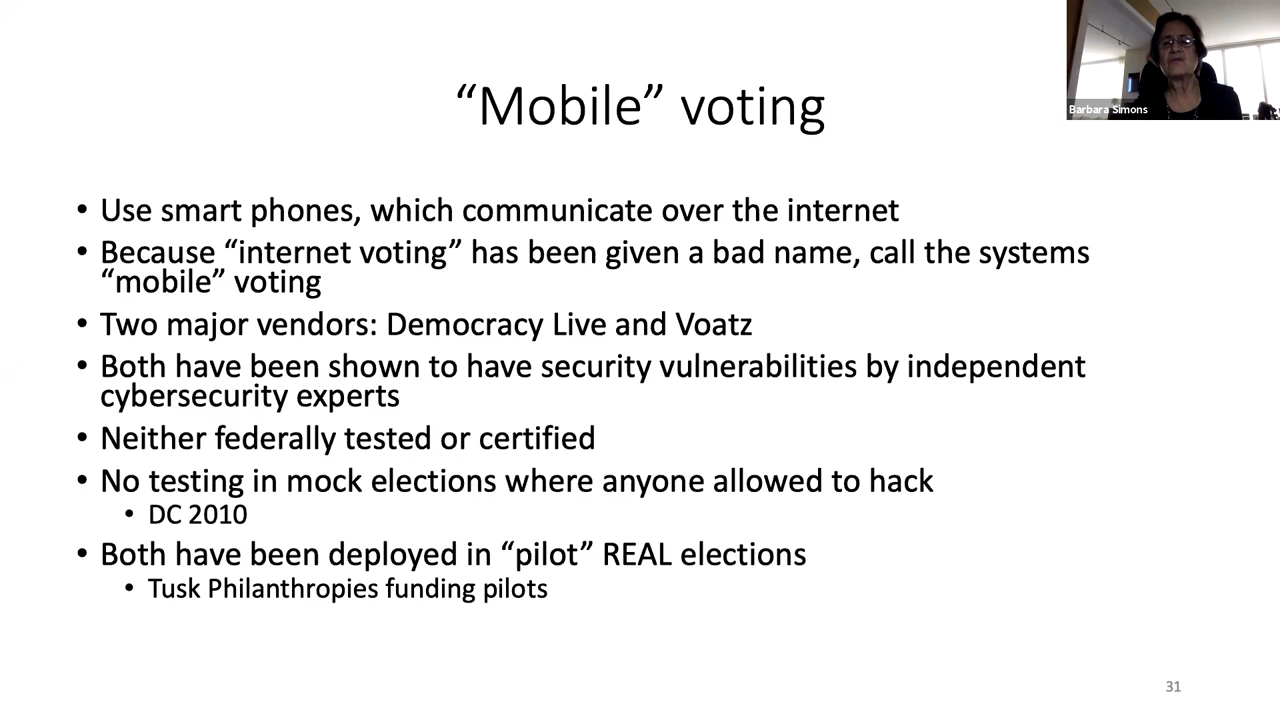 Barbara Simons
“Mobile” voting
• Use smart phones, which communicate over the internet
• Because “internet voting” has been given a bad name, call the systems
“mobile” voting
• Two major vendors: Democracy Live and Voatz
• Both have been shown to have security vulnerabilities by independent
cybersecurity experts
• Neither federally tested or certified
• No testing in mock elections where anyone allowed to hack
• DC 2010
• Both have been deployed in “pilot” REAL elections
• Tusk Philanthropies funding pilots
31